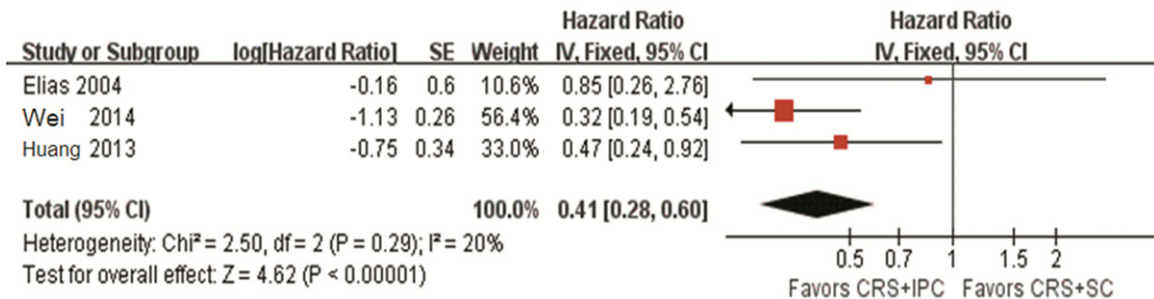 Hazard Ratio Hazard Ratio
Study or Subgroup log[Hazard Ratio] SE Weight IV, Fixed, 95% CI IV, Fixed, 95% CI
Elias 2004 -0.16 0.6 10.6% 0.85 [0.26, 2.76]
Wei 2014 -1.13 0.26 56.4% 0.32 [0.19, 0.54]
Huang 2013 -0.75 0.34 33.0% 0.47 [0.24, 0.92]
Total (95% CI) 100.0% 0.41 [0.28, 0.60]
Heterogeneity: Chi² = 2.50, df = 2 (P = 0.29); I² = 20%
Test for overall effect: Z = 4.62 (P < 0.00001)
0.5 0.7 1 1.5 2
Favors CRS+IPC Favors CRS+SC